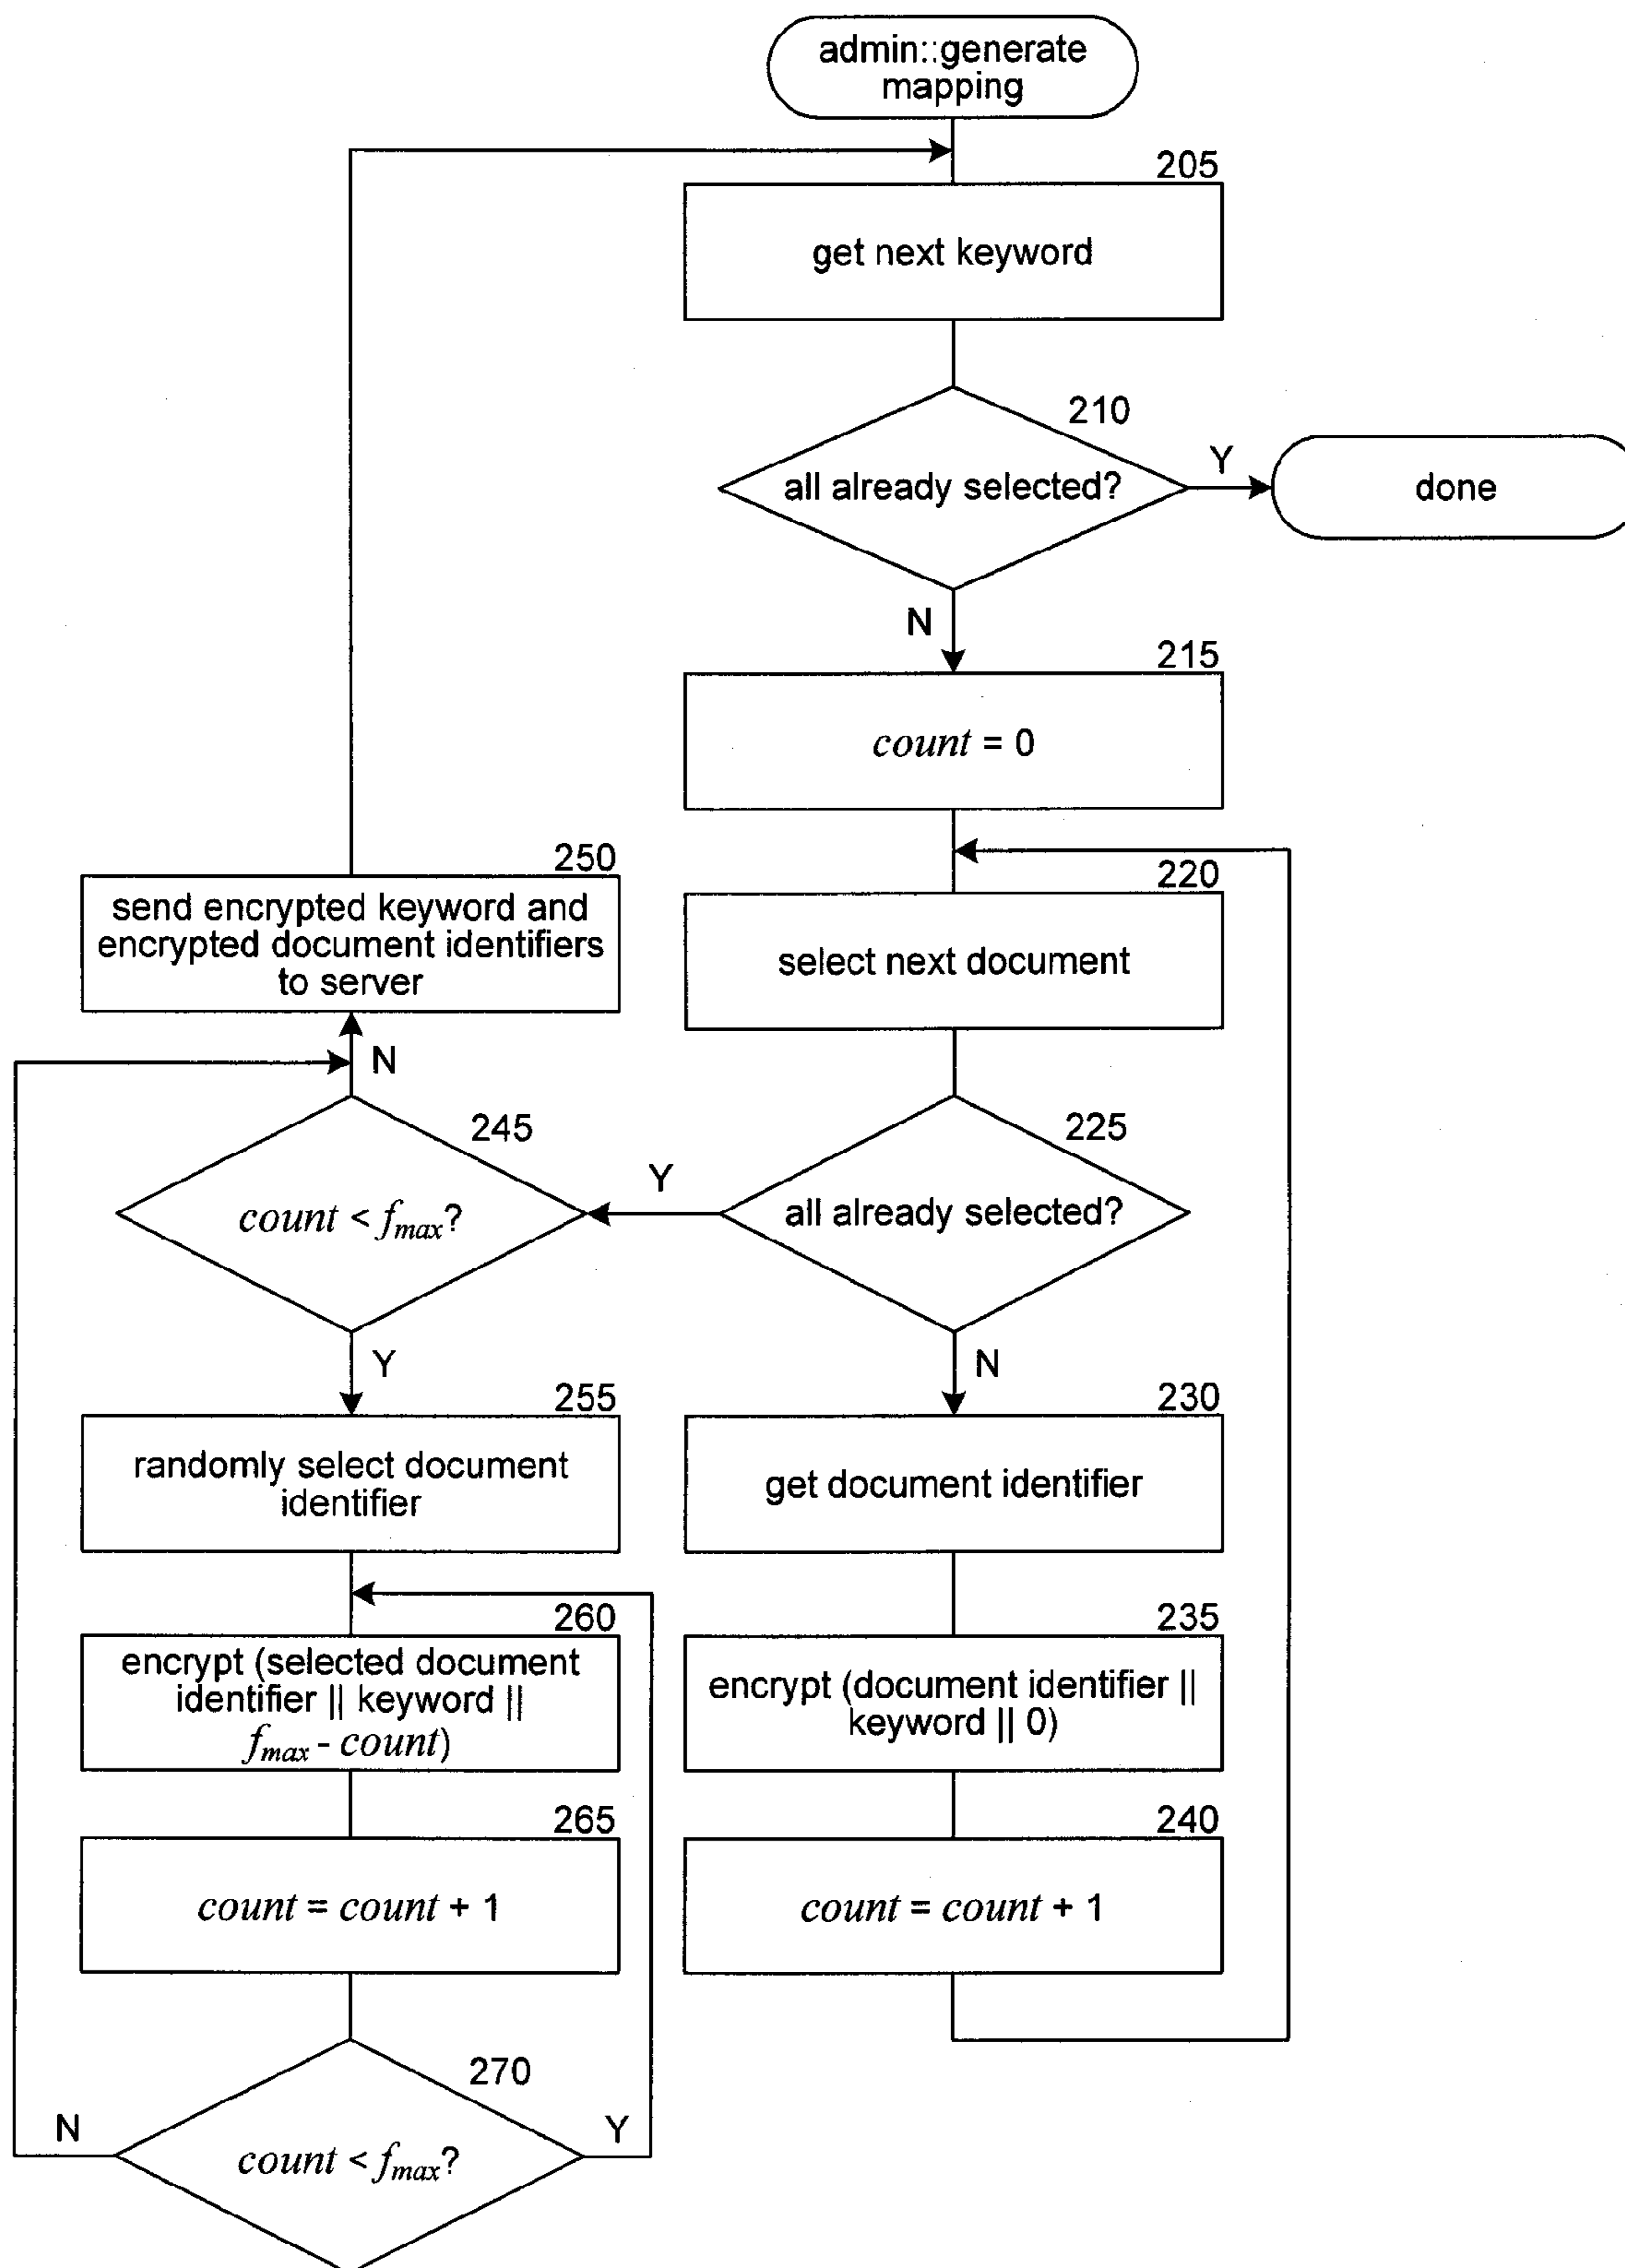 admin::generate
mapping
205
get next keyword
210
all already selected?
Y
done
N
215
count = 0
250
send encrypted keyword and
encrypted document identifiers
to server
220
select next document
N
245
count < fmax?
Y
225
all already selected?
Y
N
255
randomly select document
identifier
230
get document identifier
260
encrypt (selected document
identifier || keyword ||
fmax - count)
235
encrypt (document identifier ||
keyword || 0)
265
count = count + 1
240
count = count + 1
270
N
count < fmax?
Y